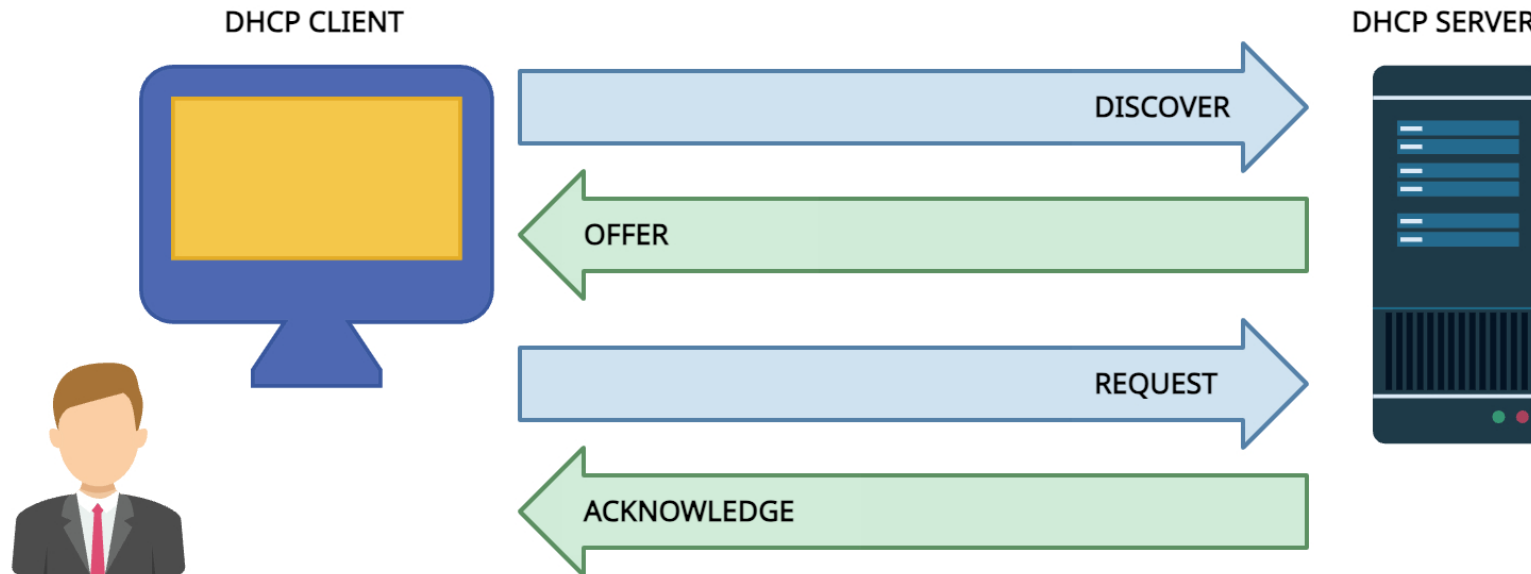 DHCP CLIENT
DHCP SERVER
DISCOVER
OFFER
REQUEST
ACKNOWLEDGE